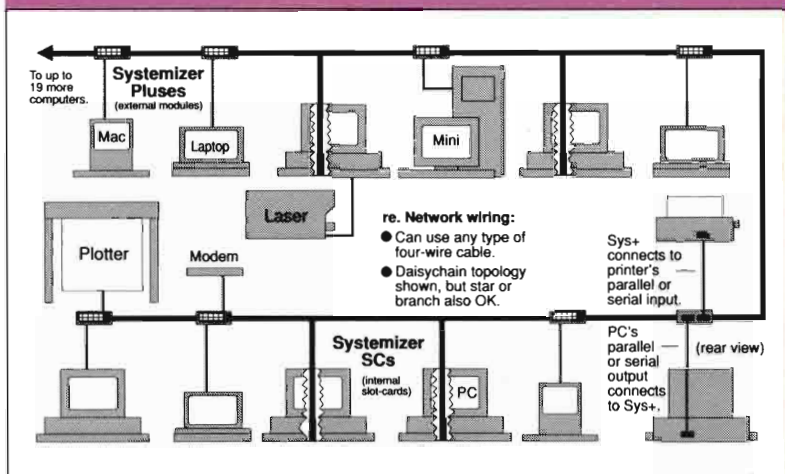 To up to
19 more
computers.
Systemizer
Pluses
(external modules)
Mac
Laptop
Mini
Laser
Plotter
Modem
re. Network wiring:
● Can use any type of
four-wire cable.
● Daisychain topology
shown, but star or
branch also OK.
Sys+
connects to
printer's
parallel or
serial input.
Systemizer
SCs
(internal
slot-cards)
PC
PC's
parallel
or serial
output
connects
to Sys+.
(rear view)